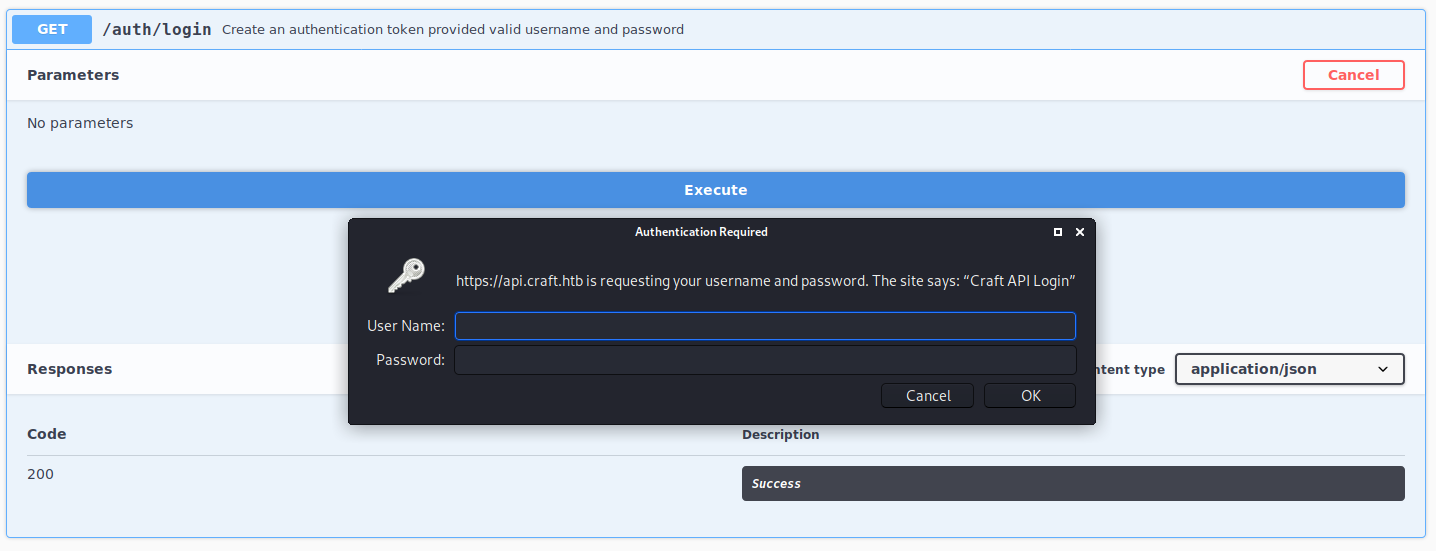 GET /auth/login Create an authentication token provided valid username and password
Parameters Cancel
No parameters
Execute
Authentication Required
https://api.craft.htb is requesting your username and password. The site says: “Craft API Login”
User Name:
Password:
Cancel OK
Responses ntent type application/json
Code Description
200 Success